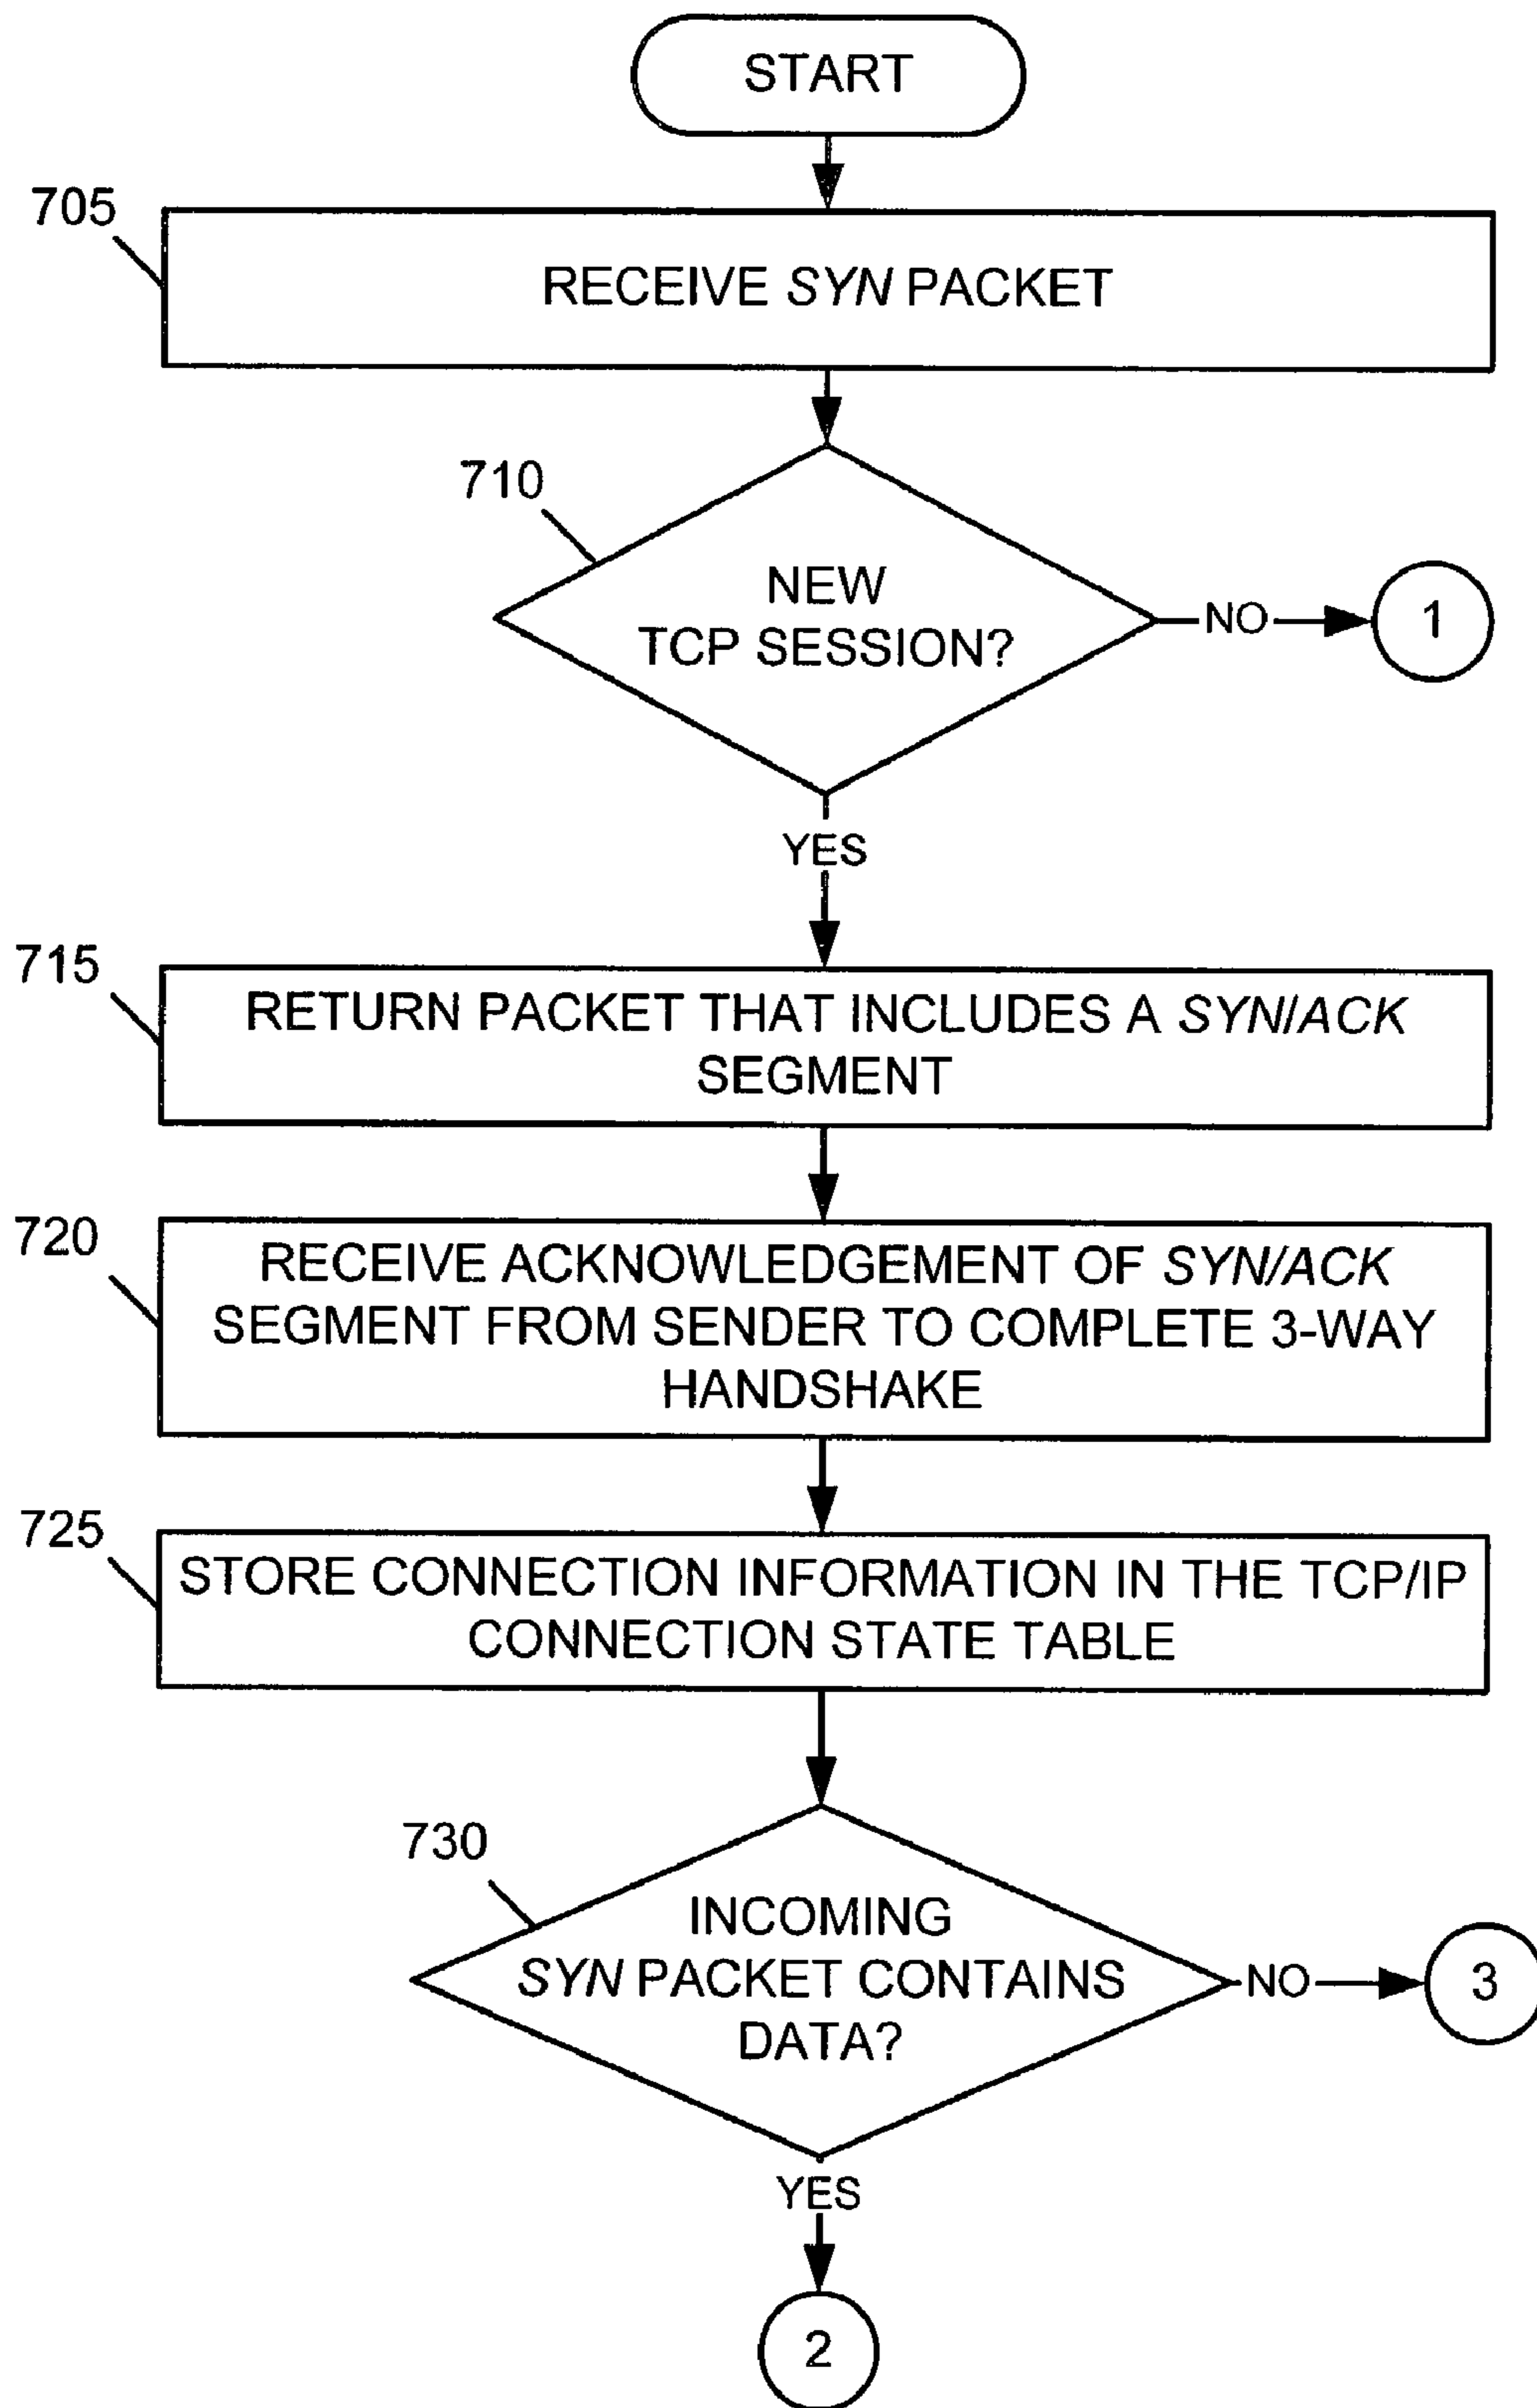 START
705
RECEIVE SYN PACKET
710
NEW
TCP SESSION?
NO
1
YES
715
RETURN PACKET THAT INCLUDES A SYN/ACK
SEGMENT
720
RECEIVE ACKNOWLEDGEMENT OF SYN/ACK
SEGMENT FROM SENDER TO COMPLETE 3-WAY
HANDSHAKE
725
STORE CONNECTION INFORMATION IN THE TCP/IP
CONNECTION STATE TABLE
730
INCOMING
SYN PACKET CONTAINS
DATA?
NO
3
YES
2